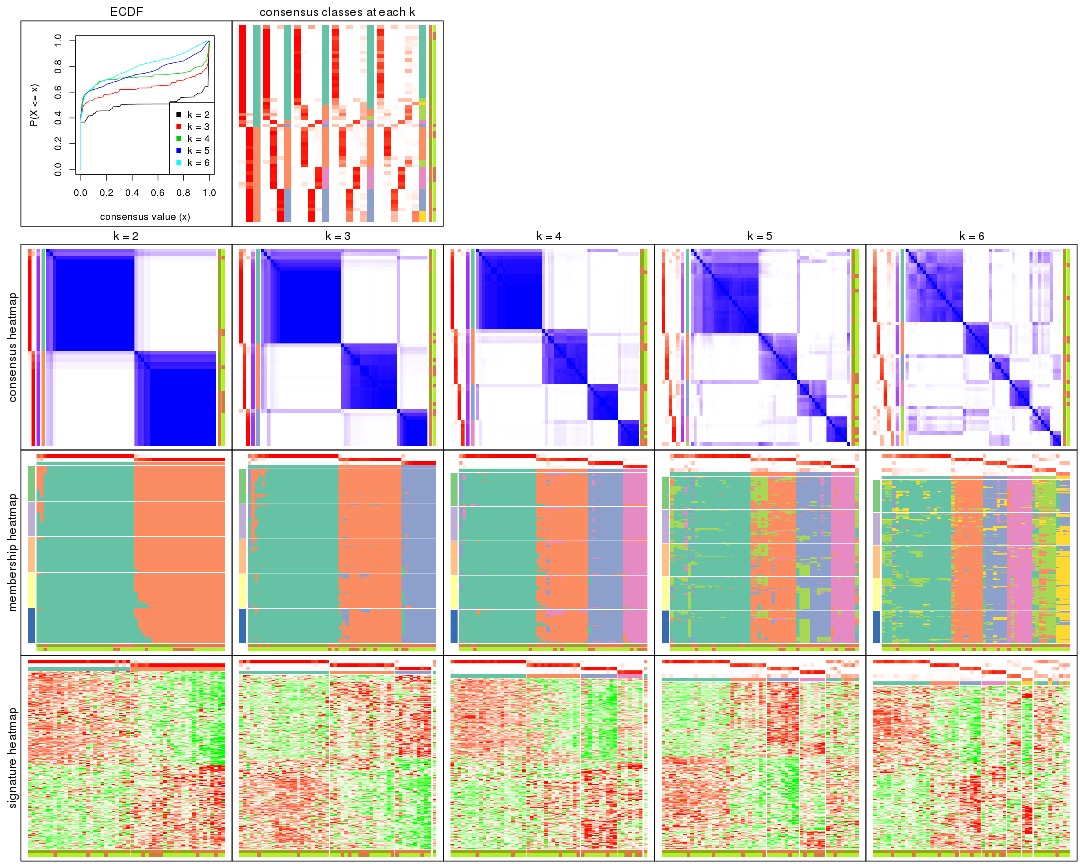 ECDF
consensus classes at each k
P(X <= x)
0.0 0.2 0.4 0.6 0.8 1.0
k = 2
k = 3
k = 4
k = 5
k = 6
0.0 0.2 0.4 0.6 0.8 1.0
consensus value (x)
k = 2 k = 3 k = 4 k = 5 k = 6
consensus heatmap
membership heatmap
signature heatmap